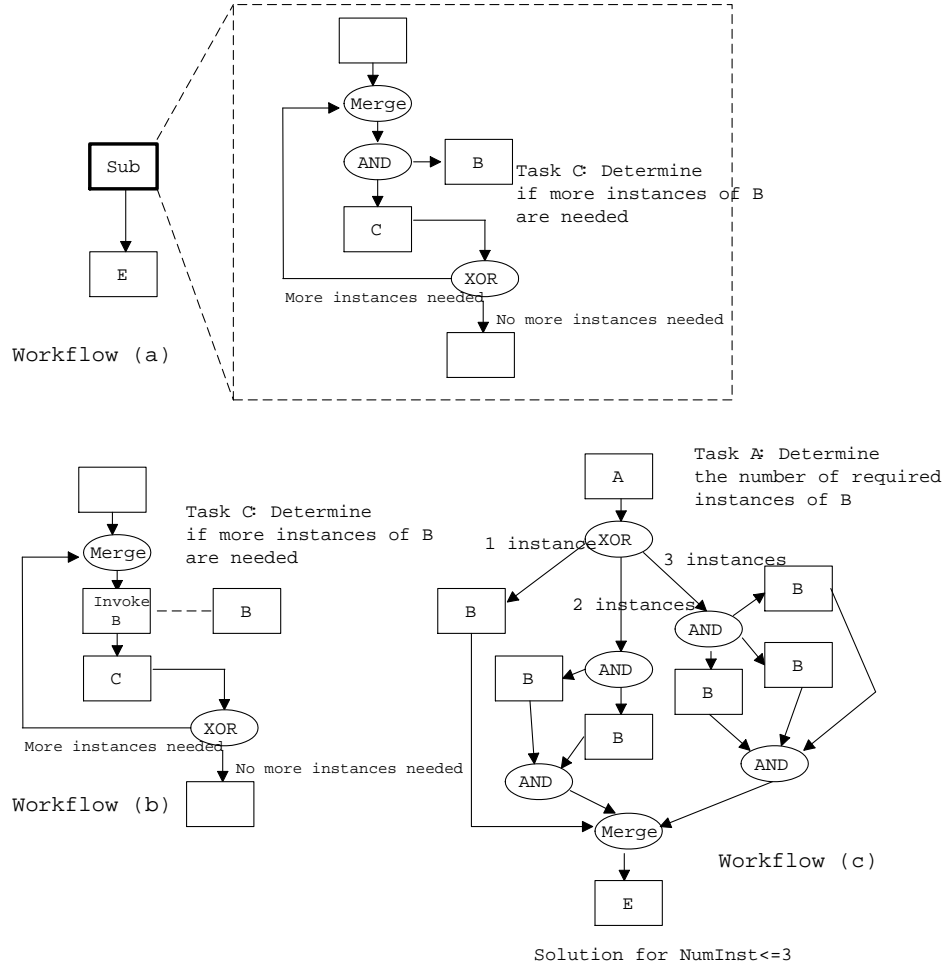 Merge
Sub
AND
B
Task C: Determine
if more instances of B
are needed
C
E
XOR
More instances needed
No more instances needed
Workflow (a)
Task A: Determine
the number of required
instances of B
A
Task C: Determine
if more instances of B
are needed
1 instance
XOR
Merge
3 instances
B
Invoke
B
B
B
2 instances
AND
C
B
AND
B
B
B
XOR
More instances needed
AND
AND
No more instances needed
Workflow (b)
Merge
Workflow (c)
E
Solution for NumInst<=3